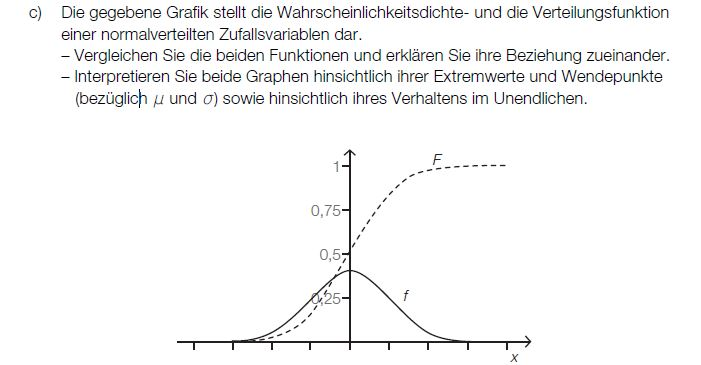 c) Die gegebene Grafik stellt die Wahrscheinlichkeitsdichte- und die Verteilungsfunktion
einer normalverteilten Zufallsvariablen dar.
– Vergleichen Sie die beiden Funktionen und erklären Sie ihre Beziehung zueinander.
– Interpretieren Sie beide Graphen hinsichtlich ihrer Extremwerte und Wendepunkte
(bezüglich μ und σ) sowie hinsichtlich ihres Verhaltens im Unendlichen.
1
F
0,75
0,5
0,25
f
x